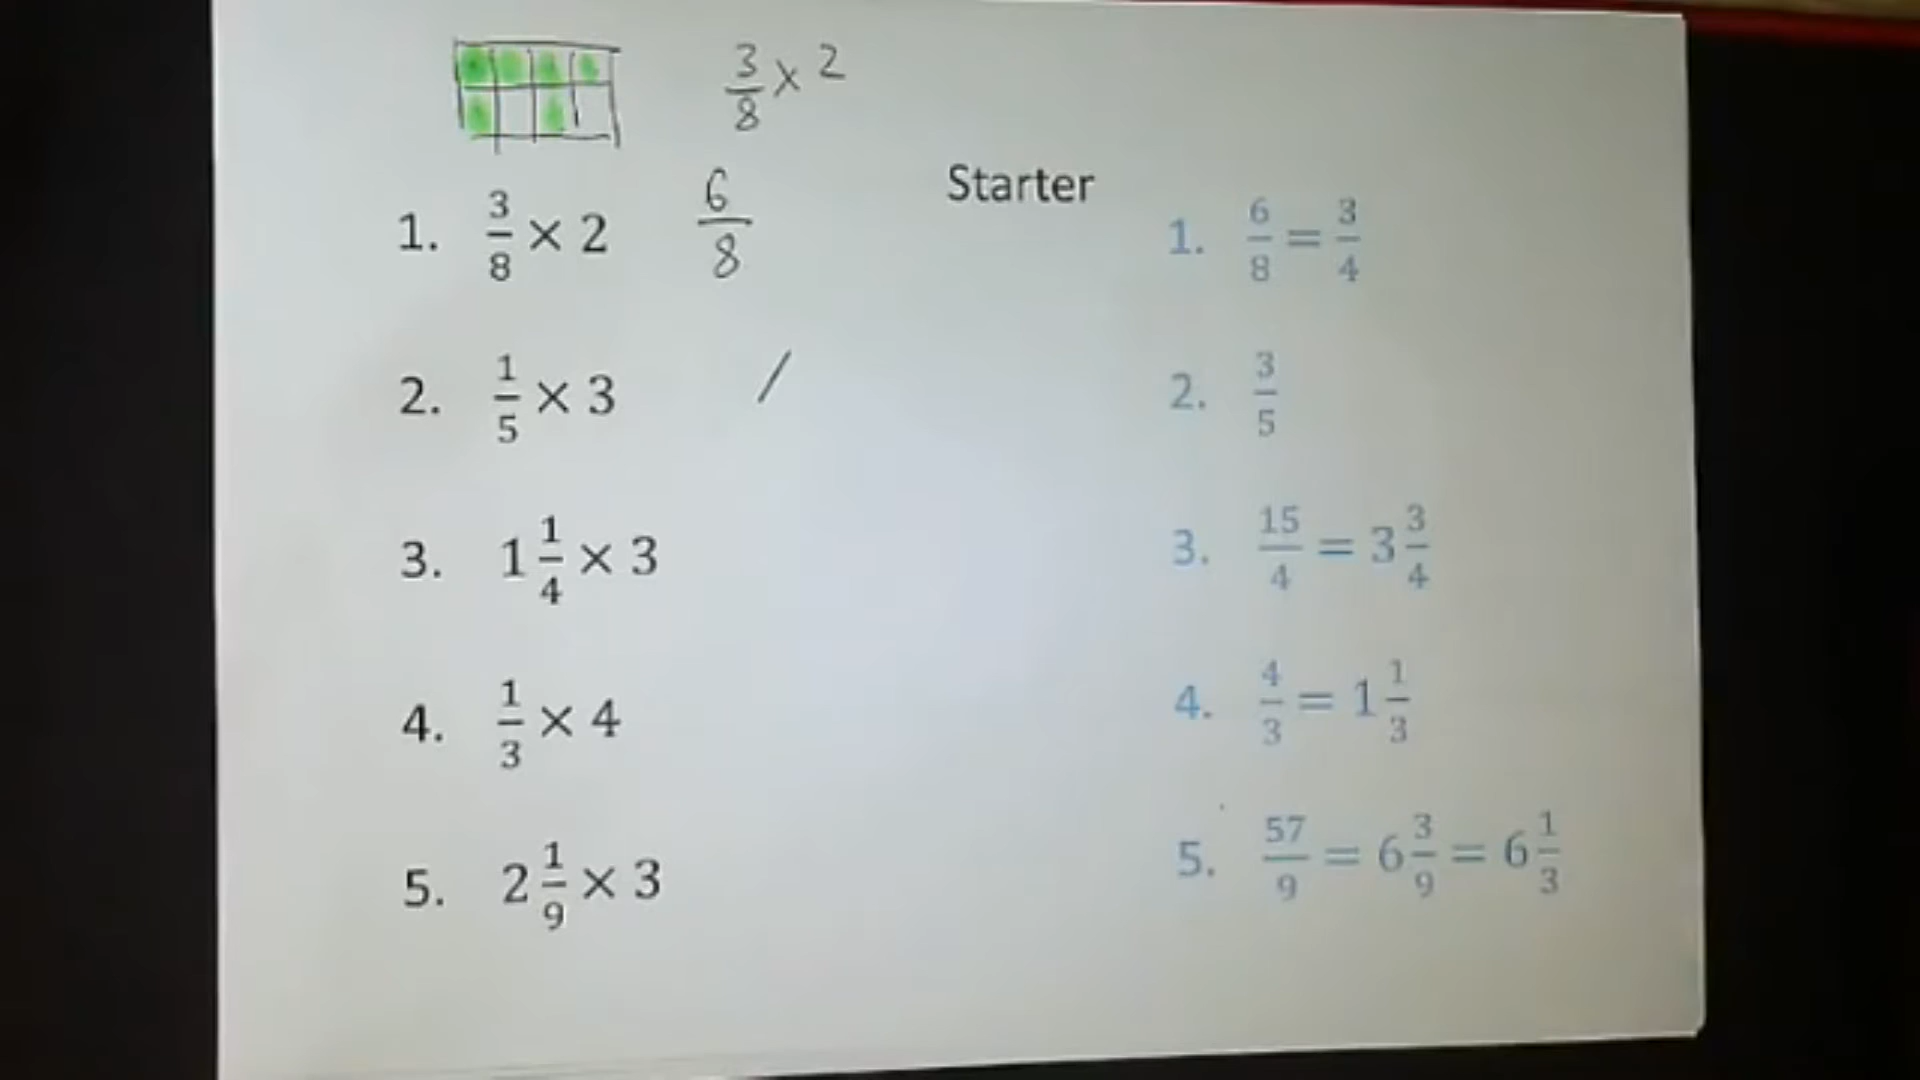 3/8 x 2
Starter
1. 3/8 × 2 6/8
2. 1/5 × 3 /
3. 1 1/4 × 3
4. 1/3 × 4
5. 2 1/9 × 3
1. 6/8 = 3/4
2. 3/5
3. 15/4 = 3 3/4
4. 4/3 = 1 1/3
5. 57/9 = 6 3/9 = 6 1/3